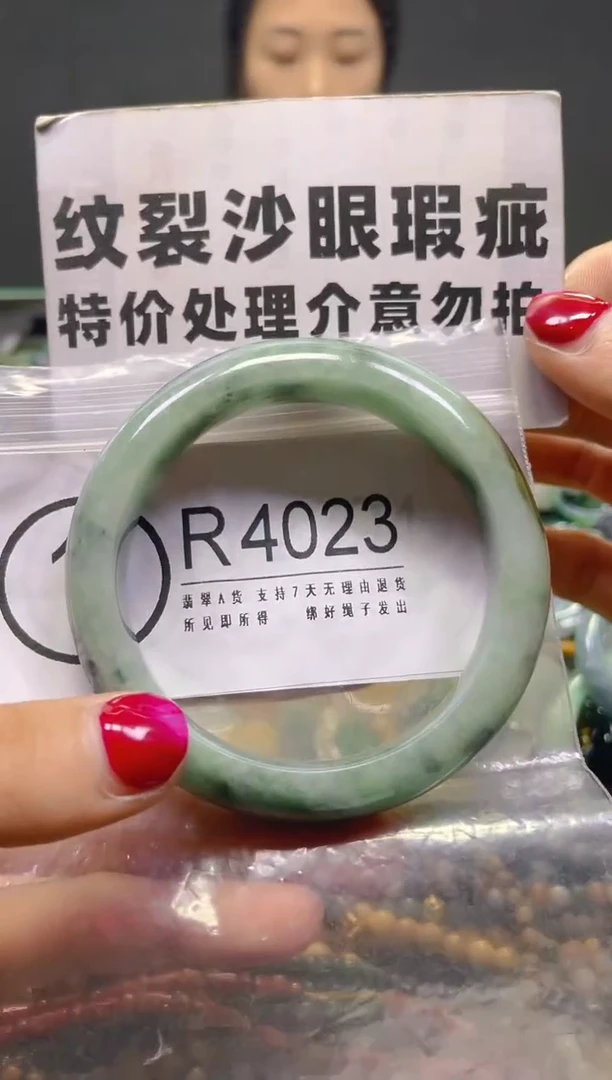 纹裂沙眼瑕疵
特价处理介意勿拍
R4023
翡翠A货 支持7天无理由退货
所见即所得 绑好绳子发出